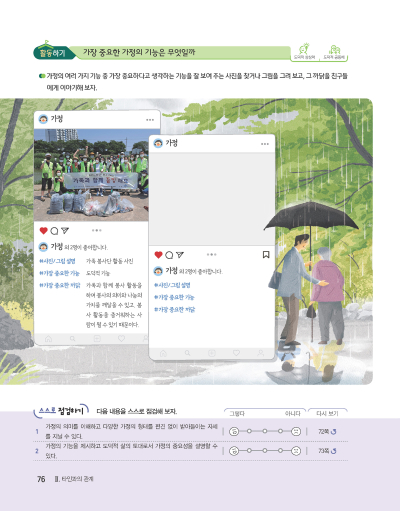 활동하기
가장 중요한 가정의 기능은 무엇일까
도덕적 상상력
도덕적 공동체
가정의 여러 가지 기능 중 가장 중요하다고 생각하는 기능을 잘 보여 주는 사진을 찾거나 그림을 그려 보고, 그 까닭을 친구들
에게 이야기해 보자.
가정
가족과 함께 봉사해요
가정 외 2명이 좋아합니다.
#사진/그림 설명 가족 봉사단 활동 사진
#가장 중요한 기능 도덕적 기능
#가장 중요한 까닭 가족과 함께 봉사 활동을
하며 봉사의 의미와 나눔의
가치를 깨달을 수 있고, 봉
사 활동을 즐거워하는 사
람이 될 수 있기 때문이다.
가정
가정 외 2명이 좋아합니다.
#사진/그림 설명
#가장 중요한 기능
#가장 중요한 까닭
스스로 점검하기
다음 내용을 스스로 점검해 보자.
그렇다
아니다
다시 보기
1 가정의 의미를 이해하고 다양한 가정의 형태를 편견 없이 받아들이는 자세
를 지닐 수 있다.
72쪽
2 가정의 기능을 제시하고 도덕적 삶의 토대로서 가정의 중요성을 설명할 수
있다.
73쪽
76 Ⅱ. 타인과의 관계